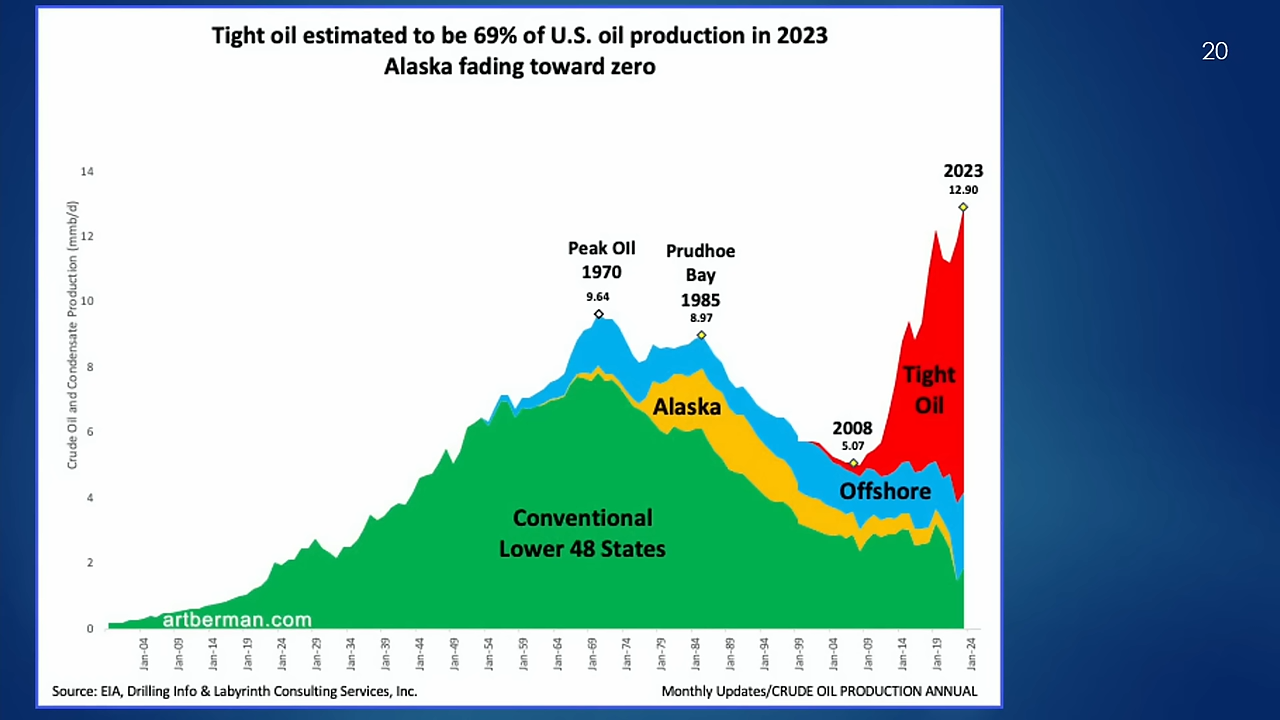 Tight oil estimated to be 69% of U.S. oil production in 2023
Alaska fading toward zero
20
14
12
10
8
6
4
2
0
Crude Oil and Condensate Production (mmb/d)
Peak OIl
1970
9.64
Prudhoe
Bay
1985
8.97
2008
5.07
2023
12.90
Tight
Oil
Alaska
Offshore
Conventional
Lower 48 States
artberman.com
Jan-04
Jan-09
Jan-14
Jan-19
Jan-24
Jan-29
Jan-34
Jan-39
Jan-44
Jan-49
Jan-54
Jan-59
Jan-64
Jan-69
Jan-74
Jan-79
Jan-84
Jan-89
Jan-94
Jan-99
Jan-04
Jan-09
Jan-14
Jan-19
Jan-24
Source: EIA, Drilling Info & Labyrinth Consulting Services, Inc.
Monthly Updates/CRUDE OIL PRODUCTION ANNUAL